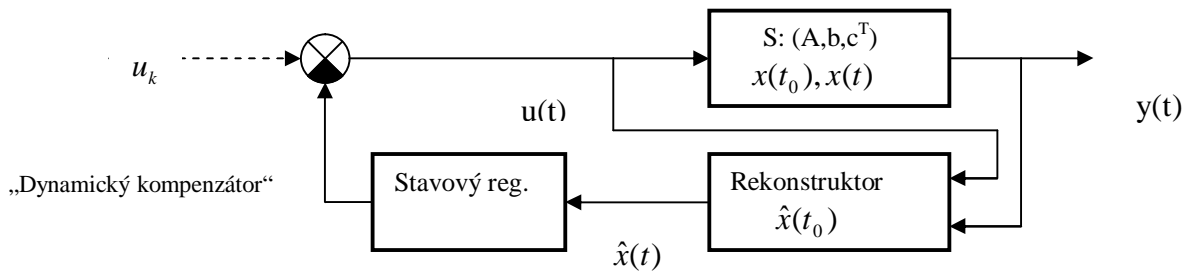 S: (A,b,c^T)
x(t_0), x(t)
u_k
u(t)
y(t)
„Dynamický kompenzátor“
Stavový reg.
Rekonstruktor
x̂(t_0)
x̂(t)